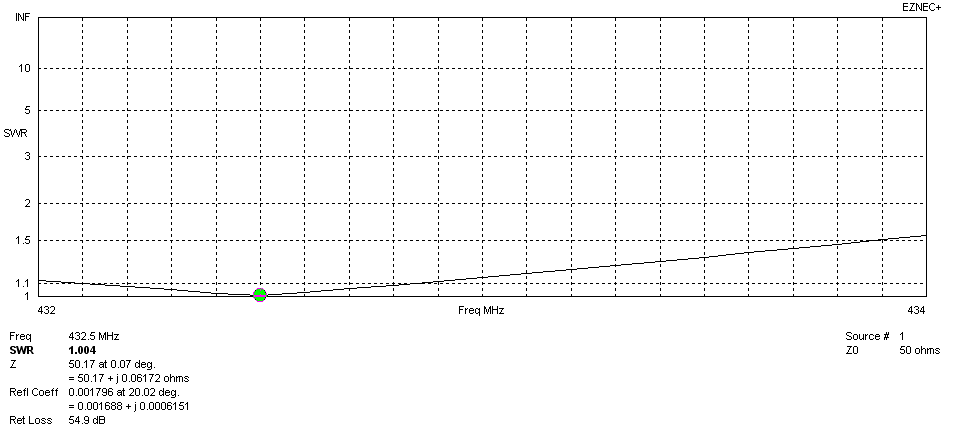 EZNEC+
INF
10
5
SWR
3
2
1.5
1.1
1
432 Freq MHz 434
Freq 432.5 MHz Source # 1
SWR 1.004 Z0 50 ohms
Z 50.17 at 0.07 deg.
= 50.17 + j 0.06172 ohms
Refl Coeff 0.001796 at 20.02 deg.
= 0.001688 + j 0.0006151
Ret Loss 54.9 dB